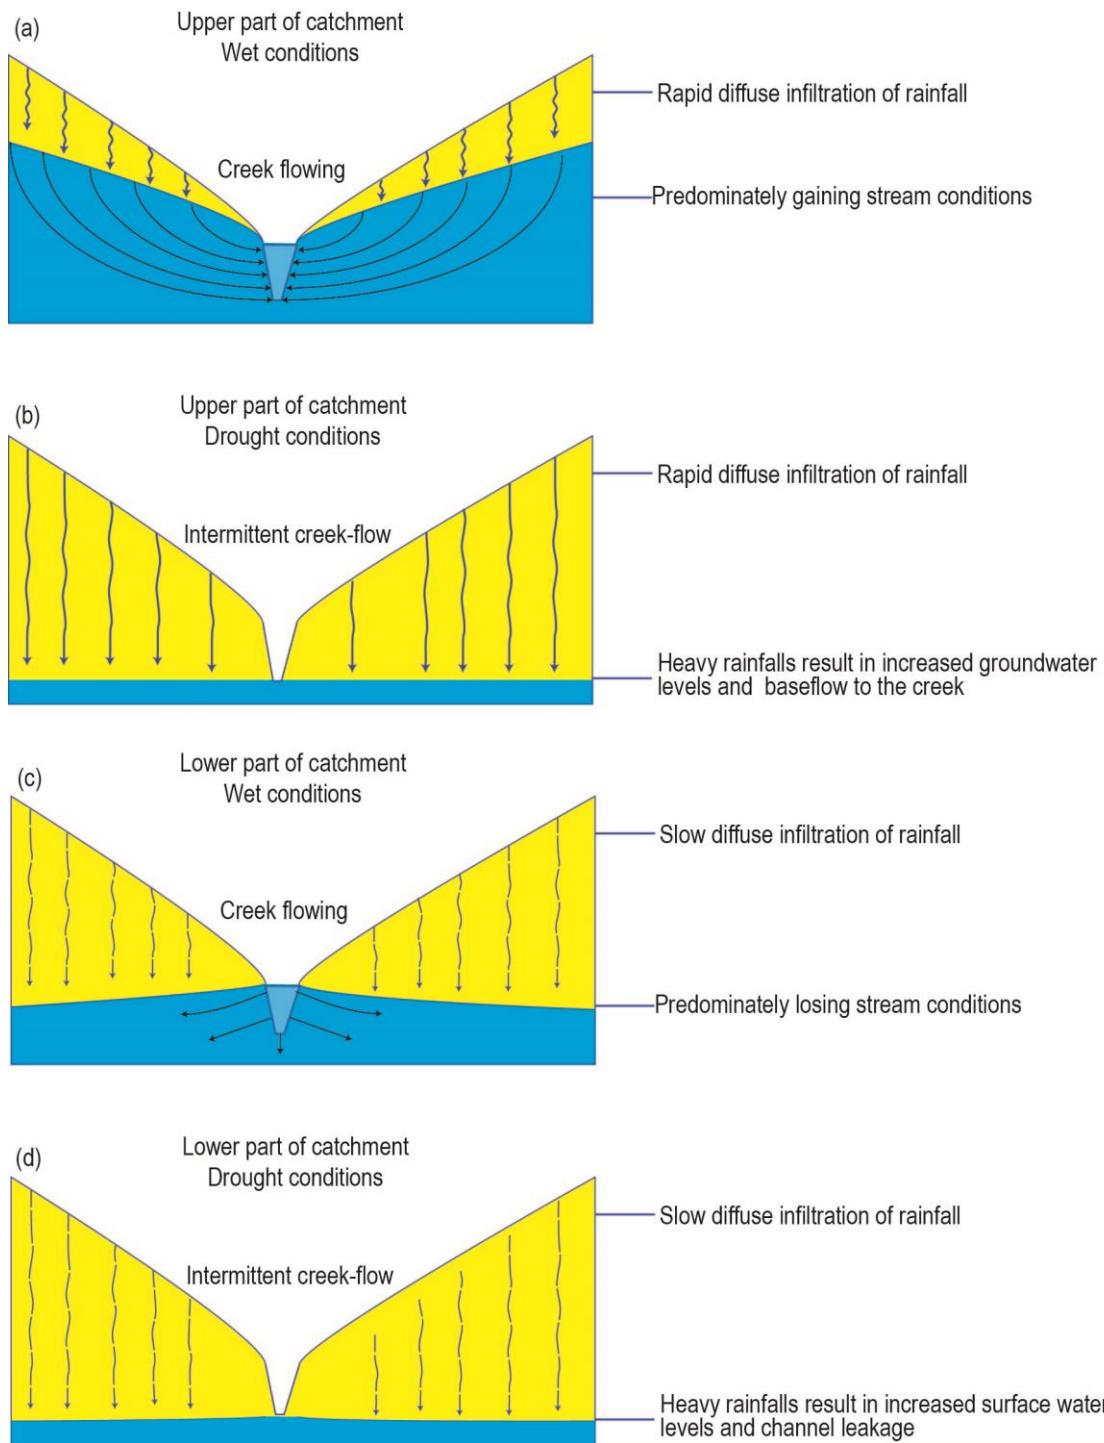 (a)
Upper part of catchment
Wet conditions
Rapid diffuse infiltration of rainfall
Creek flowing
Predominately gaining stream conditions
(b)
Upper part of catchment
Drought conditions
Rapid diffuse infiltration of rainfall
Intermittent creek-flow
Heavy rainfalls result in increased groundwater
levels and baseflow to the creek
(c)
Lower part of catchment
Wet conditions
Slow diffuse infiltration of rainfall
Creek flowing
Predominately losing stream conditions
(d)
Lower part of catchment
Drought conditions
Slow diffuse infiltration of rainfall
Intermittent creek-flow
Heavy rainfalls result in increased surface water
levels and channel leakage